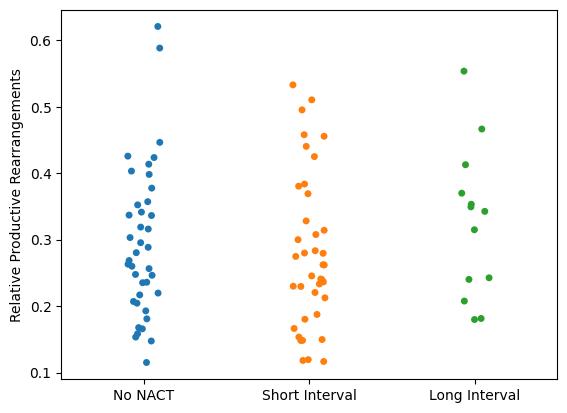 Relative Productive Rearrangements
0.6
0.5
0.4
0.3
0.2
0.1
No NACT
Short Interval
Long Interval